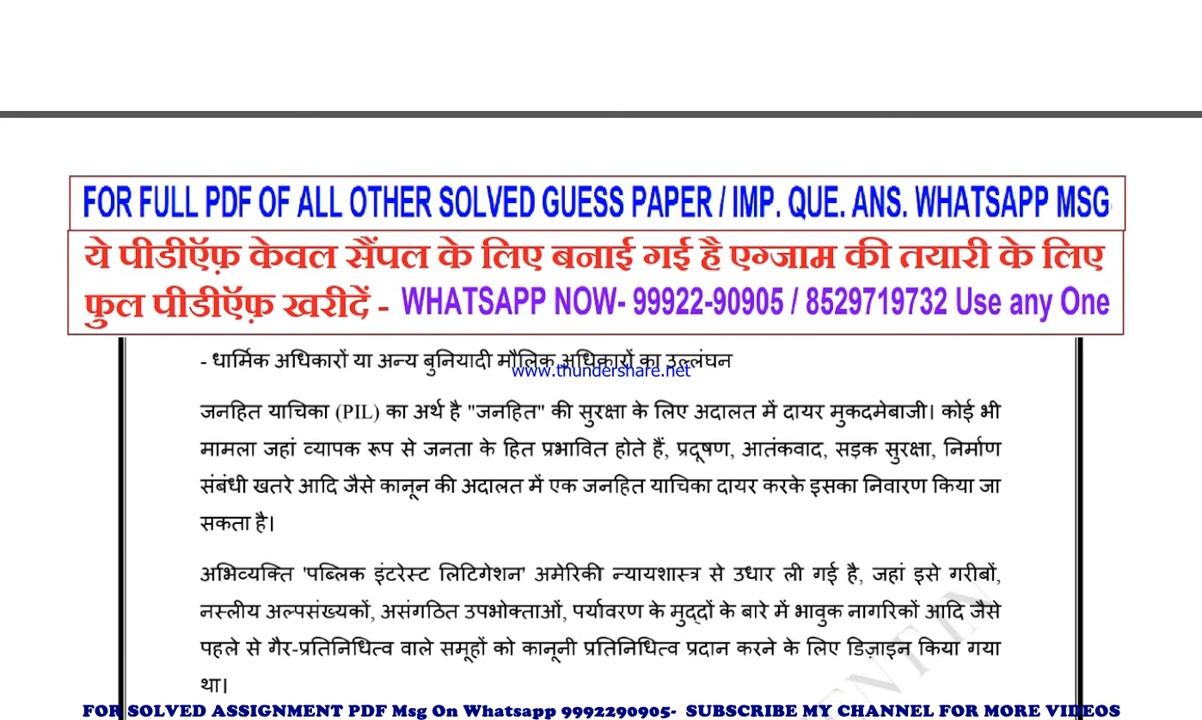 FOR FULL PDF OF ALL OTHER SOLVED GUESS PAPER / IMP. QUE. ANS. WHATSAPP MSG
ये पीडीऍफ़ केवल सैंपल के लिए बनाई गई है एग्जाम की तयारी के लिए
फुल पीडीऍफ़ खरीदें - WHATSAPP NOW- 99922-90905 / 8529719732 Use any One
- धार्मिक अधिकारों या अन्य बुनियादी मौलिक अधिकारों का उल्लंघन
www.thundershare.net
जनहित याचिका (PIL) का अर्थ है "जनहित" की सुरक्षा के लिए अदालत में दायर मुकदमेबाजी। कोई भी
मामला जहां व्यापक रूप से जनता के हित प्रभावित होते हैं, प्रदूषण, आतंकवाद, सड़क सुरक्षा, निर्माण
संबंधी खतरे आदि जैसे कानून की अदालत में एक जनहित याचिका दायर करके इसका निवारण किया जा
सकता है।
अभिव्यक्ति 'पब्लिक इंटरेस्ट लिटिगेशन' अमेरिकी न्यायशास्त्र से उधार ली गई है, जहां इसे गरीबों,
नस्लीय अल्पसंख्यकों, असंगठित उपभोक्ताओं, पर्यावरण के मुद्दों के बारे में भावुक नागरिकों आदि जैसे
पहले से गैर-प्रतिनिधित्व वाले समूहों को कानूनी प्रतिनिधित्व प्रदान करने के लिए डिज़ाइन किया गया
था।
FOR SOLVED ASSIGNMENT PDF Msg On Whatsapp 9992290905- SUBSCRIBE MY CHANNEL FOR MORE VIDEOS